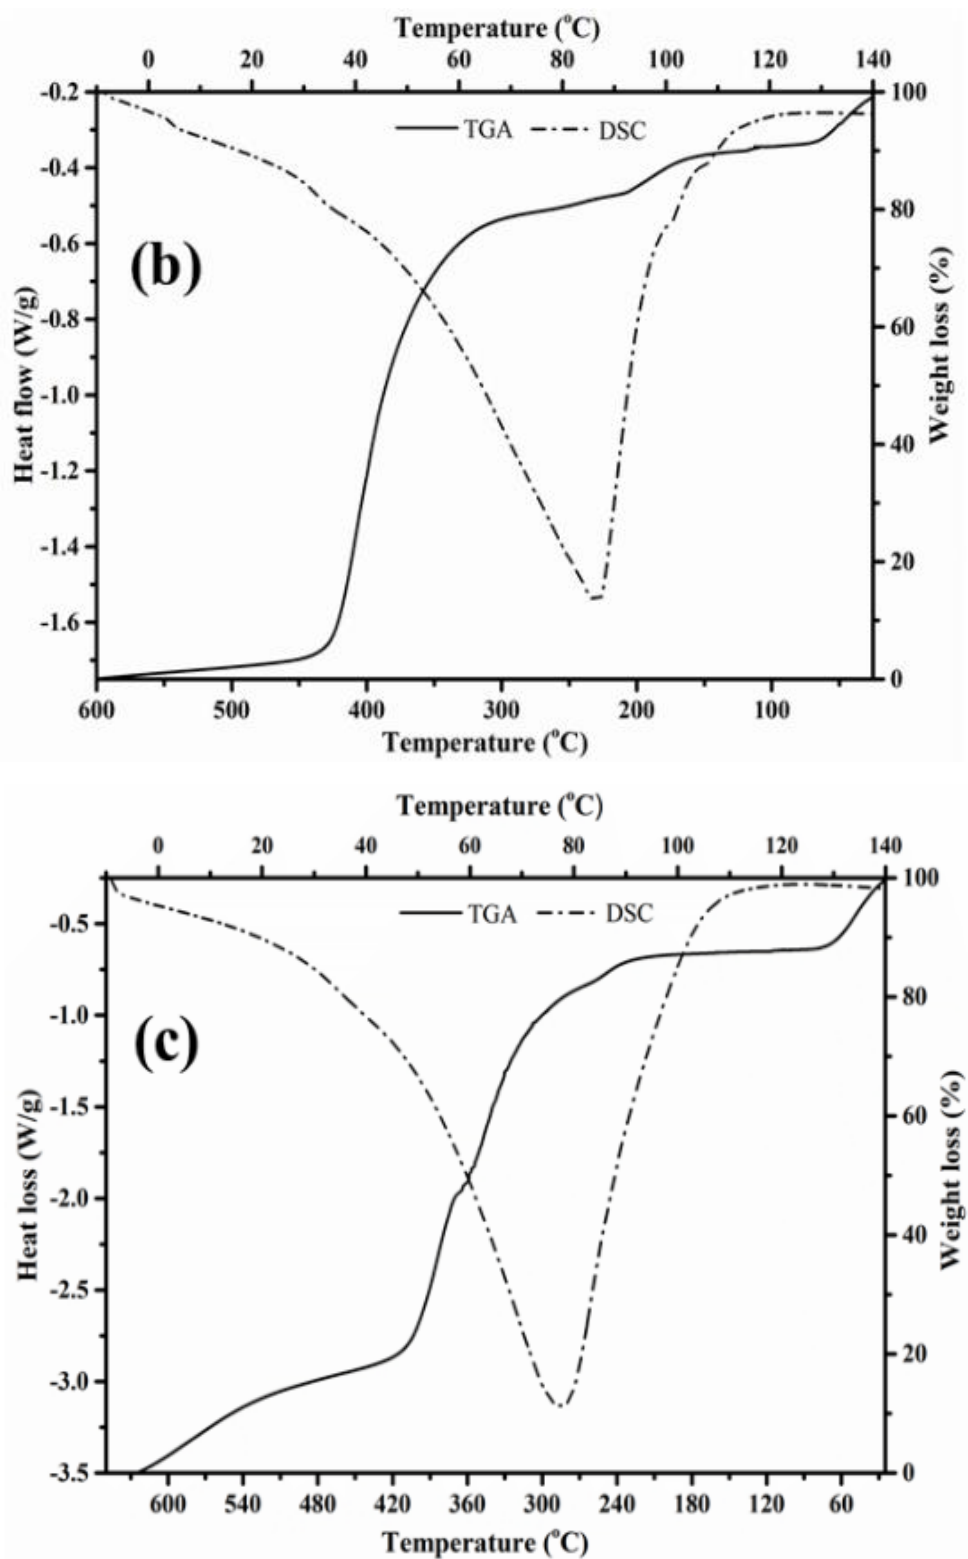 Temperature (°C)
0 20 40 60 80 100 120 140
-0.2 100
TGA DSC
-0.4
80
-0.6
(b)
60
-0.8
Heat flow (W/g)
Weight loss (%)
-1.0
40
-1.2
-1.4
20
-1.6
0
600 500 400 300 200 100
Temperature (°C)
Temperature (°C)
0 20 40 60 80 100 120 140
100
-0.5
TGA DSC
80
-1.0
(c)
60
-1.5
Heat loss (W/g)
Weight loss (%)
-2.0
40
-2.5
20
-3.0
-3.5 0
600 540 480 420 360 300 240 180 120 60
Temperature (°C)